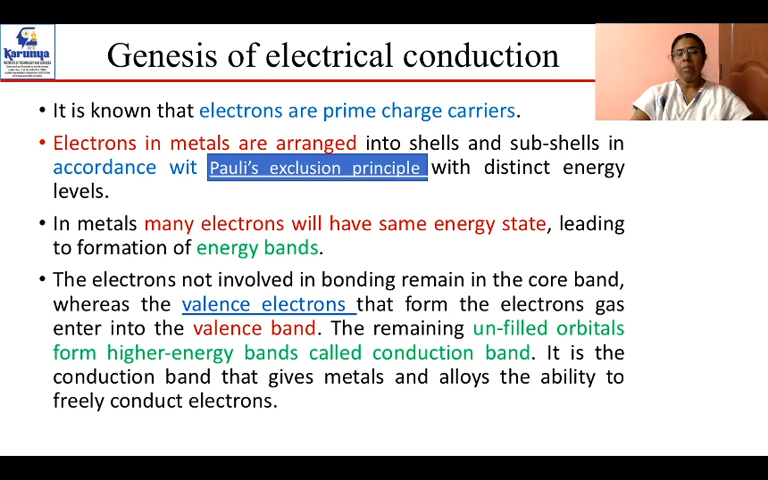 Karunya
Genesis of electrical conduction
• It is known that electrons are prime charge carriers.
• Electrons in metals are arranged into shells and sub-shells in
accordance wit Pauli's exclusion principle with distinct energy
levels.
• In metals many electrons will have same energy state, leading
to formation of energy bands.
• The electrons not involved in bonding remain in the core band,
whereas the valence electrons that form the electrons gas
enter into the valence band. The remaining un-filled orbitals
form higher-energy bands called conduction band. It is the
conduction band that gives metals and alloys the ability to
freely conduct electrons.